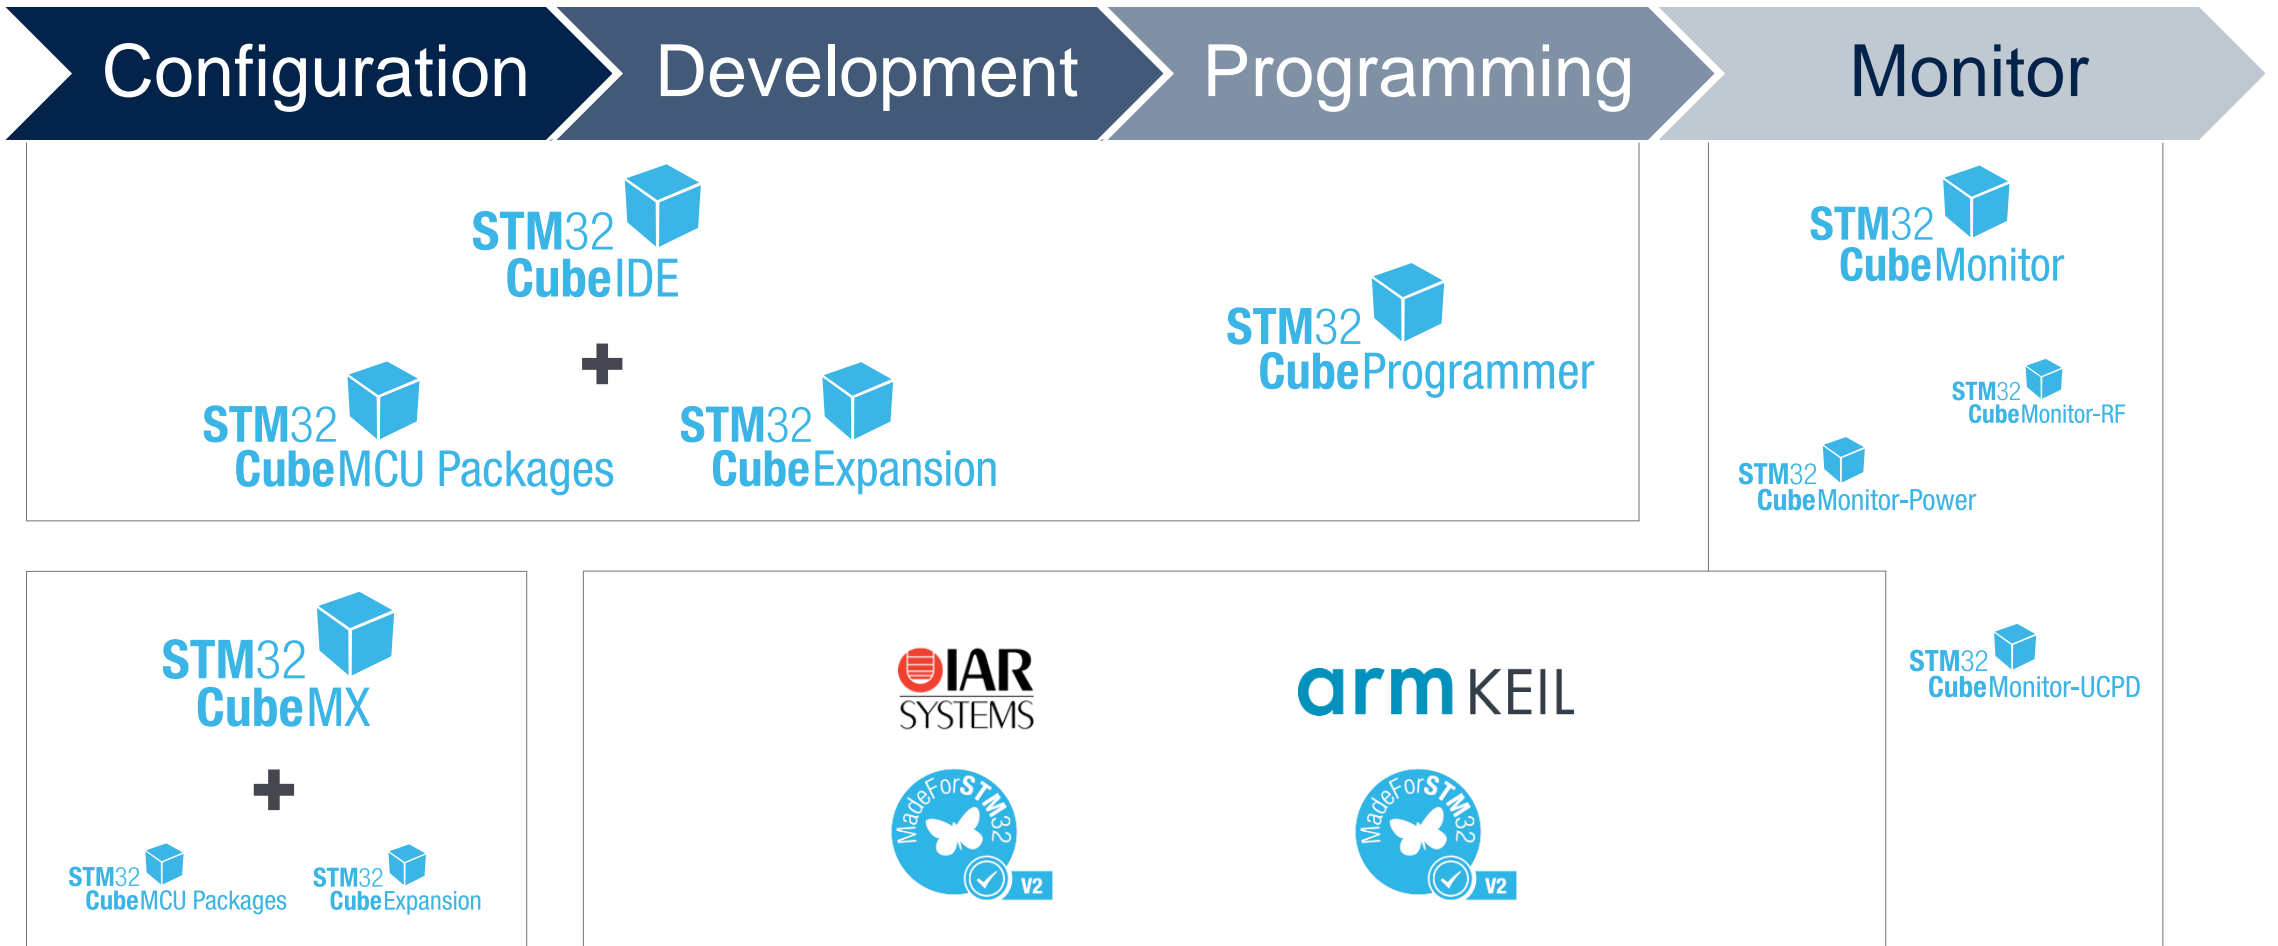 Configuration
Development
Programming
Monitor
STM32
CubeIDE
STM32
CubeMCU Packages
STM32
CubeExpansion
STM32
CubeProgrammer
STM32
CubeMonitor
STM32
CubeMonitor-RF
STM32
CubeMonitor-Power
STM32
CubeMonitor-UCPD
STM32
CubeMX
STM32
CubeMCU Packages
STM32
CubeExpansion
IAR
SYSTEMS
arm KEIL
MadeForSTM32
V2
MadeForSTM32
V2